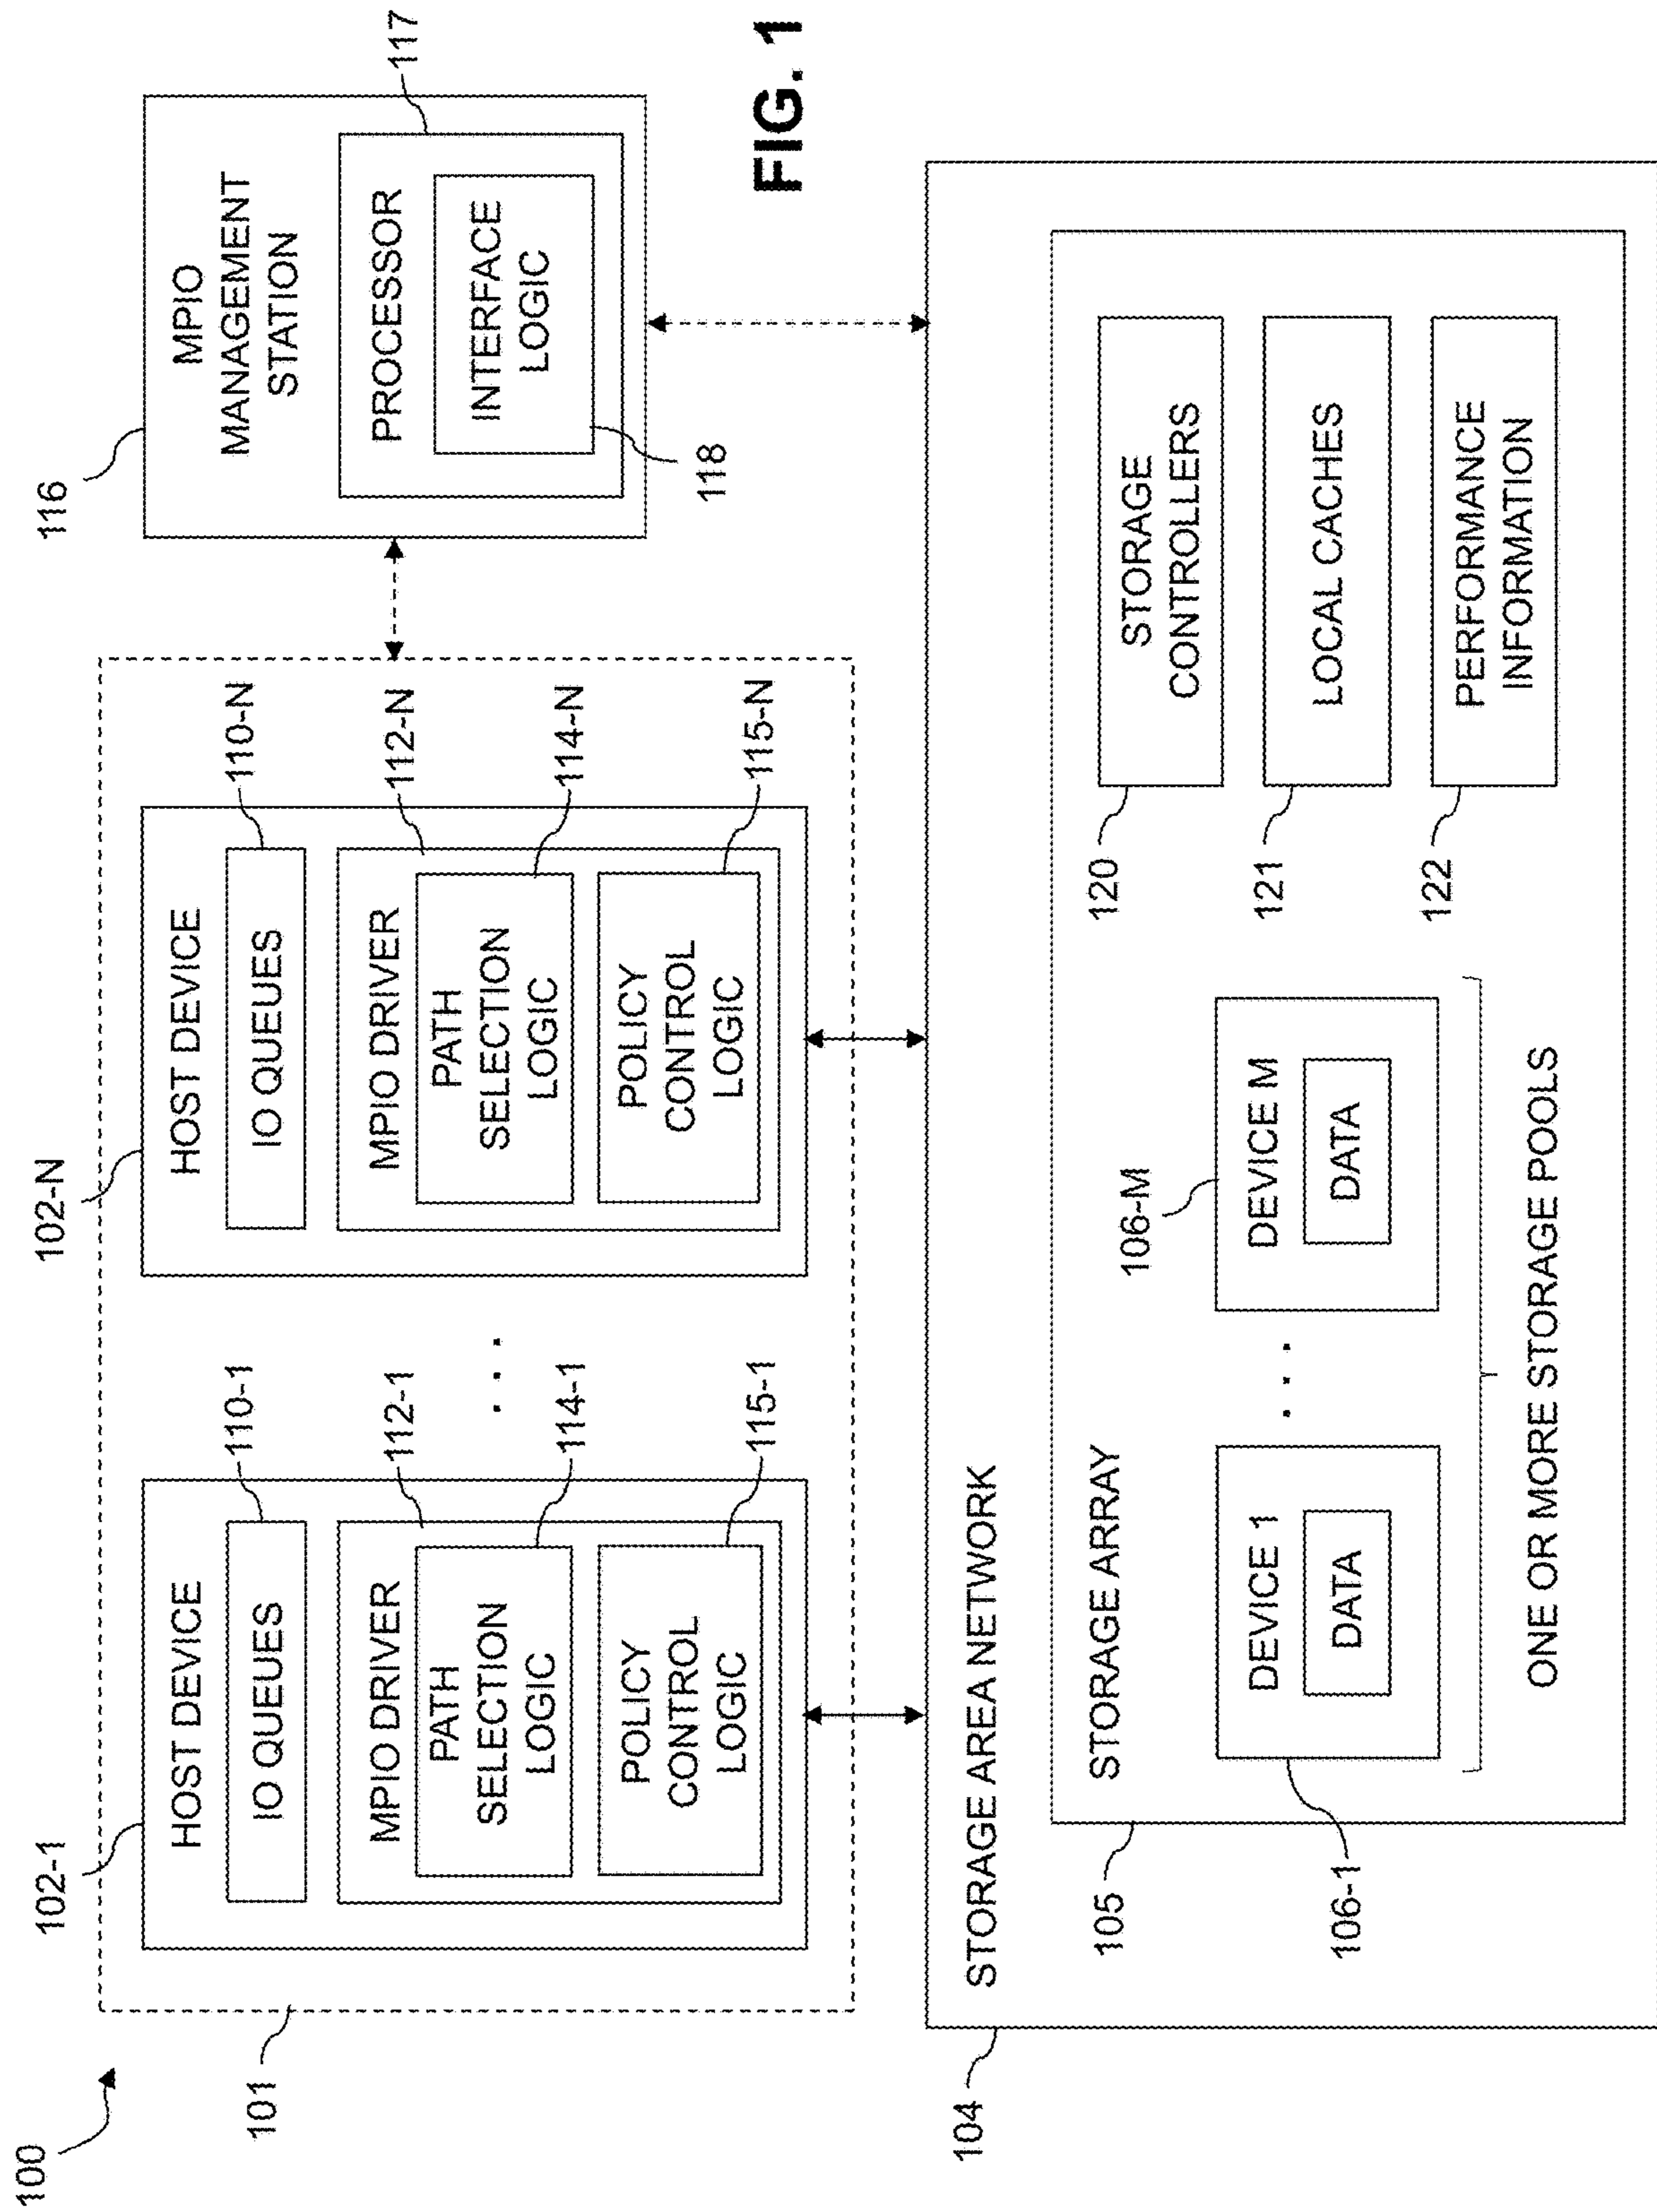 100
101
102-1
HOST DEVICE
IO QUEUES
110-1
MPIO DRIVER
112-1
PATH
SELECTION
LOGIC
114-1
POLICY
CONTROL
LOGIC
115-1
. . .
102-N
HOST DEVICE
IO QUEUES
110-N
MPIO DRIVER
112-N
PATH
SELECTION
LOGIC
114-N
POLICY
CONTROL
LOGIC
115-N
116
MPIO
MANAGEMENT
STATION
PROCESSOR
117
INTERFACE
LOGIC
118
FIG. 1
104
STORAGE AREA NETWORK
105
STORAGE ARRAY
106-1
DEVICE 1
DATA
. . .
106-M
DEVICE M
DATA
ONE OR MORE STORAGE POOLS
120
STORAGE
CONTROLLERS
121
LOCAL CACHES
122
PERFORMANCE
INFORMATION